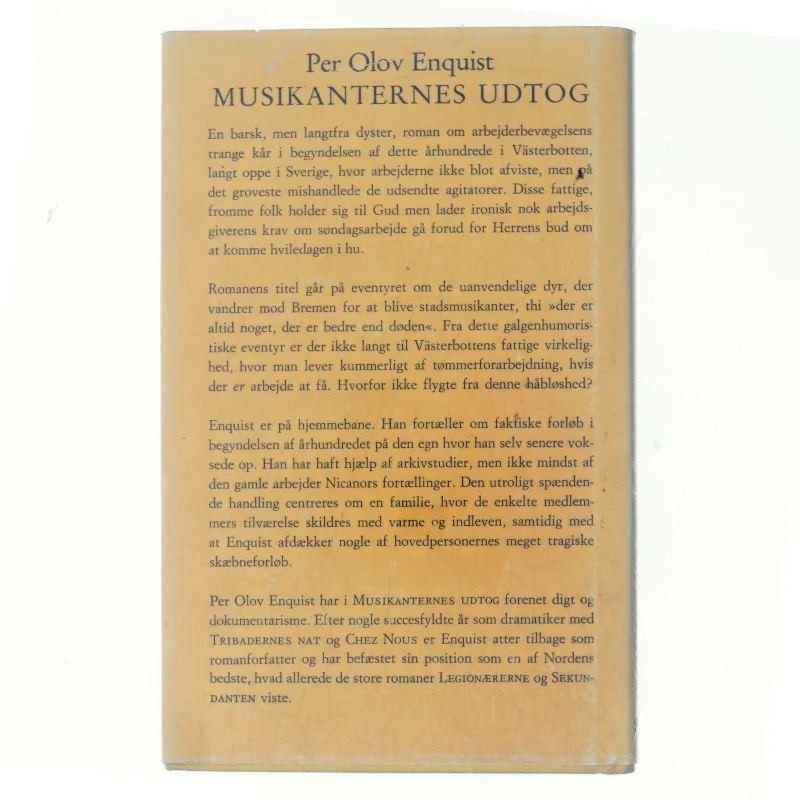 Per Olov Enquist
MUSIKANTERNES UDTOG
En barsk, men langtfra dyster, roman om arbejderbevægelsens
trange kår i begyndelsen af dette århundrede i Västerbotten,
langt oppe i Sverige, hvor arbejderne ikke blot afviste, men på
det groveste mishandlede de udsendte agitatorer. Disse fattige,
fromme folk holder sig til Gud men lader ironisk nok arbejds-
giverens krav om søndagsarbejde gå forud for Herrens bud om
at komme hviledagen i hu.
Romanens titel går på eventyret om de uanvendelige dyr, der
vandrer mod Bremen for at blive stadsmusikanter, thi »der er
altid noget, der er bedre end døden«. Fra dette galgenhumoris-
tiske eventyr er der ikke langt til Västerbottens fattige virkelig-
hed, hvor man lever kummerligt af tømmerforarbejdning, hvis
der er arbejde at få. Hvorfor ikke flygte fra denne håbløshed?
Enquist er på hjemmebane. Han fortæller om faktiske forløb i
begyndelsen af århundredet på den egn hvor han selv senere vok-
sede op. Han har haft hjælp af arkivstudier, men ikke mindst af
den gamle arbejder Nicanors fortællinger. Den utroligt spænden-
de handling centreres om en familie, hvor de enkelte medlem-
mers tilværelse skildres med varme og indleven, samtidig med
at Enquist afdækker nogle af hovedpersonernes meget tragiske
skæbneforløb.
Per Olov Enquist har i MUSIKANTERNES UDTOG forenet digt og
dokumentarisme. Efter nogle succesfyldte år som dramatiker med
TRIBADERNES NAT og CHEZ NOUS er Enquist atter tilbage som
romanforfatter og har befæstet sin position som en af Nordens
bedste, hvad allerede de store romaner LEGIONÆRERNE og SEKUN-
DANTEN viste.